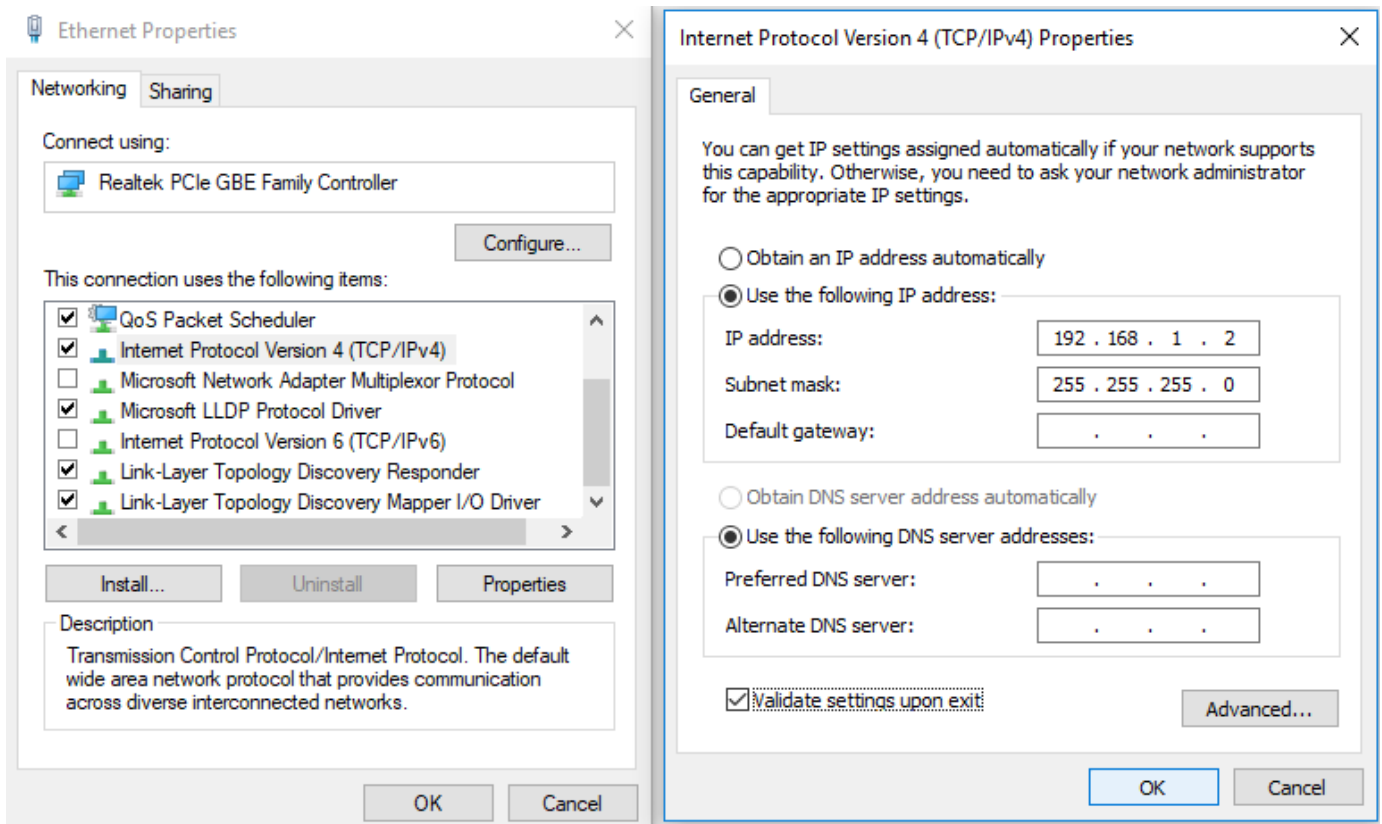 Ethernet Properties
Networking
Sharing
Connect using:
Realtek PCIe GBE Family Controller
Configure...
This connection uses the following items:
QoS Packet Scheduler
Internet Protocol Version 4 (TCP/IPv4)
Microsoft Network Adapter Multiplexor Protocol
Microsoft LLDP Protocol Driver
Internet Protocol Version 6 (TCP/IPv6)
Link-Layer Topology Discovery Responder
Link-Layer Topology Discovery Mapper I/O Driver
Install...
Uninstall
Properties
Description
Transmission Control Protocol/Internet Protocol. The default
wide area network protocol that provides communication
across diverse interconnected networks.
OK
Cancel
Internet Protocol Version 4 (TCP/IPv4) Properties
General
You can get IP settings assigned automatically if your network supports
this capability. Otherwise, you need to ask your network administrator
for the appropriate IP settings.
Obtain an IP address automatically
Use the following IP address:
IP address: 192 . 168 . 1 . 2
Subnet mask: 255 . 255 . 255 . 0
Default gateway: . . .
Obtain DNS server address automatically
Use the following DNS server addresses:
Preferred DNS server: . . .
Alternate DNS server: . . .
Validate settings upon exit
Advanced...
OK
Cancel